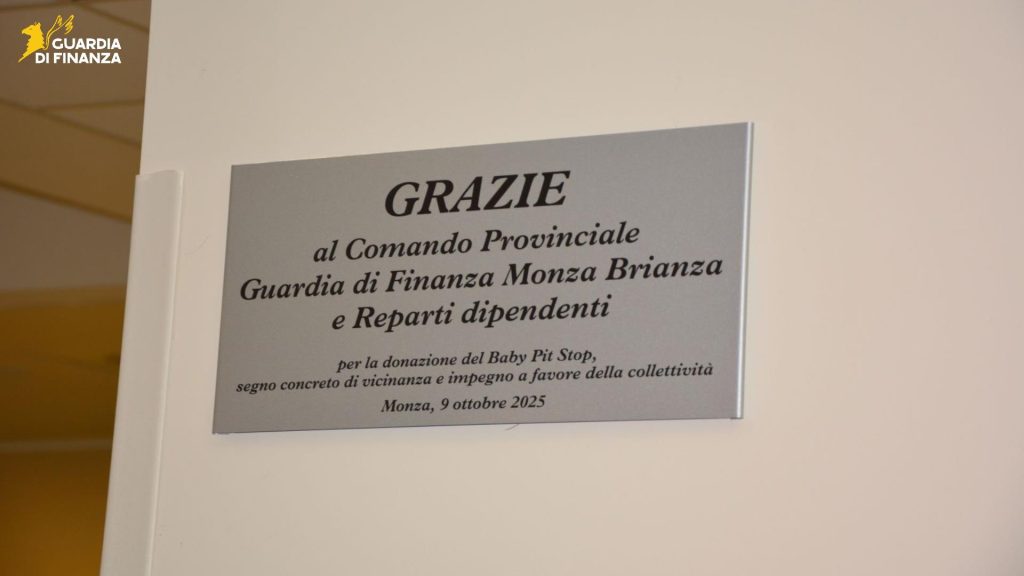 GUARDIA
DI FINANZA
GRAZIE
al Comando Provinciale
Guardia di Finanza Monza Brianza
e Reparti dipendenti
per la donazione del Baby Pit Stop,
segno concreto di vicinanza e impegno a favore della collettività
Monza, 9 ottobre 2025